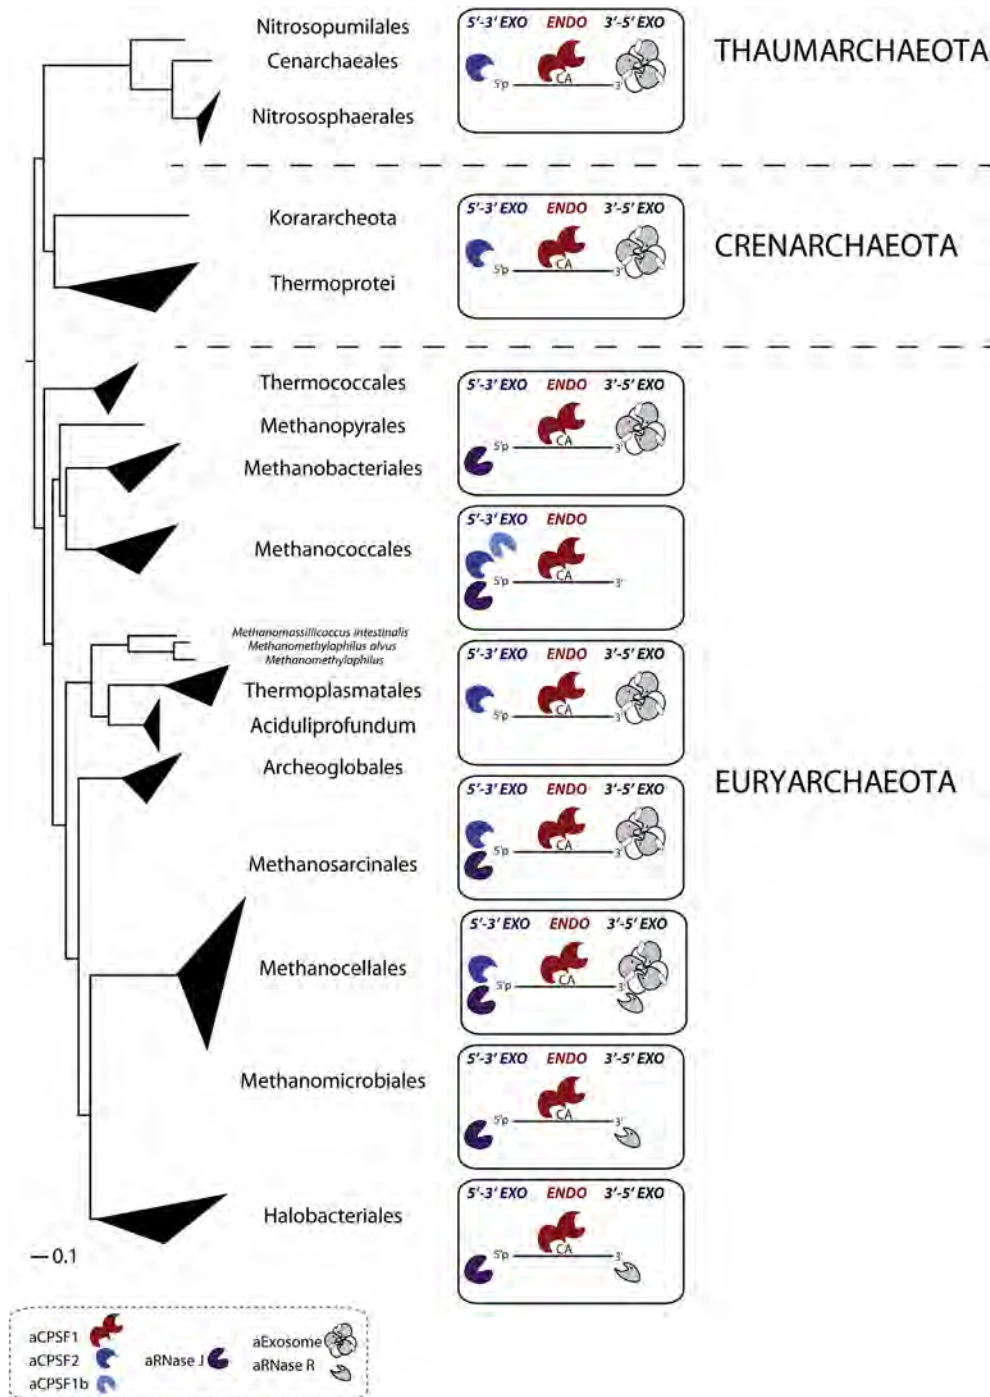 Nitrosopumilales
Cenarchaeales
Nitrososphaerales
5'-3' EXO ENDO 3'-5' EXO
5'p CA 3'
THAUMARCHAEOTA
Korararcheota
Thermoprotei
5'-3' EXO ENDO 3'-5' EXO
5'p CA 3'
CRENARCHAEOTA
Thermococcales
Methanopyrales
Methanobacteriales
5'-3' EXO ENDO 3'-5' EXO
5'p CA 3'
Methanococcales
5'-3' EXO ENDO
5'p CA 3'
Methanomassillicoccus intestinalis
Methanomethylophilus alvus
Methanomethylophilus
Thermoplasmatales
Aciduliprofundum
5'-3' EXO ENDO 3'-5' EXO
5'p CA 3'
Archeoglobales
EURYARCHAEOTA
Methanosarcinales
5'-3' EXO ENDO 3'-5' EXO
5'p CA 3'
Methanocellales
5'-3' EXO ENDO 3'-5' EXO
5'p CA 3'
Methanomicrobiales
5'-3' EXO ENDO 3'-5' EXO
5'p CA 3'
Halobacteriales
5'-3' EXO ENDO 3'-5' EXO
5'p CA 3'
0.1
aCPSF1
aCPSF2
aCPSF1b
aRNase J
aExosome
aRNase R